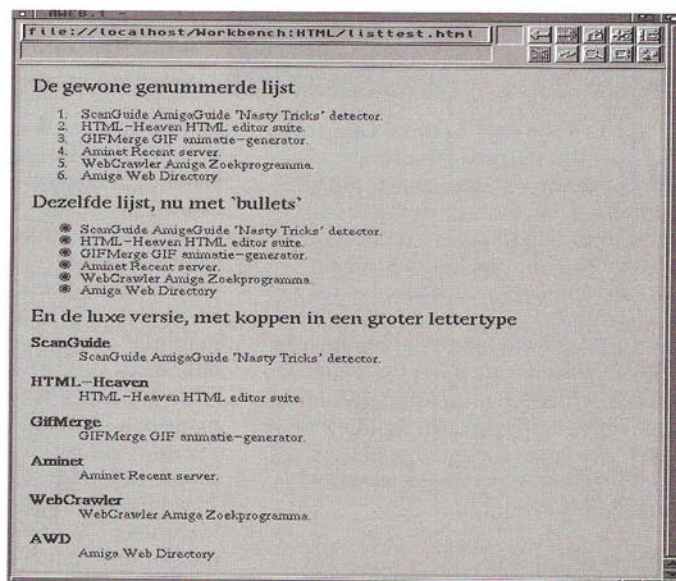 AWEB.1 -
file://localhost/Workbench:HTML/listtest.html
De gewone genummerde lijst
1. ScanGuide AmigaGuide 'Nasty Tricks' detector.
2. HTML-Heaven HTML editor suite.
3. GIFMerge GIF animatie-generator.
4. Aminet Recent server.
5. WebCrawler Amiga Zoekprogramma.
6. Amiga Web Directory
Dezelfde lijst, nu met 'bullets'
ScanGuide AmigaGuide 'Nasty Tricks' detector.
HTML-Heaven HTML editor suite.
GIFMerge GIF animatie-generator.
Aminet Recent server.
WebCrawler Amiga Zoekprogramma.
Amiga Web Directory
En de luxe versie, met koppen in een groter lettertype
ScanGuide
ScanGuide AmigaGuide 'Nasty Tricks' detector.
HTML-Heaven
HTML-Heaven HTML editor suite.
GifMerge
GIFMerge GIF animatie-generator.
Aminet
Aminet Recent server.
WebCrawler
WebCrawler Amiga Zoekprogramma.
AWD
Amiga Web Directory